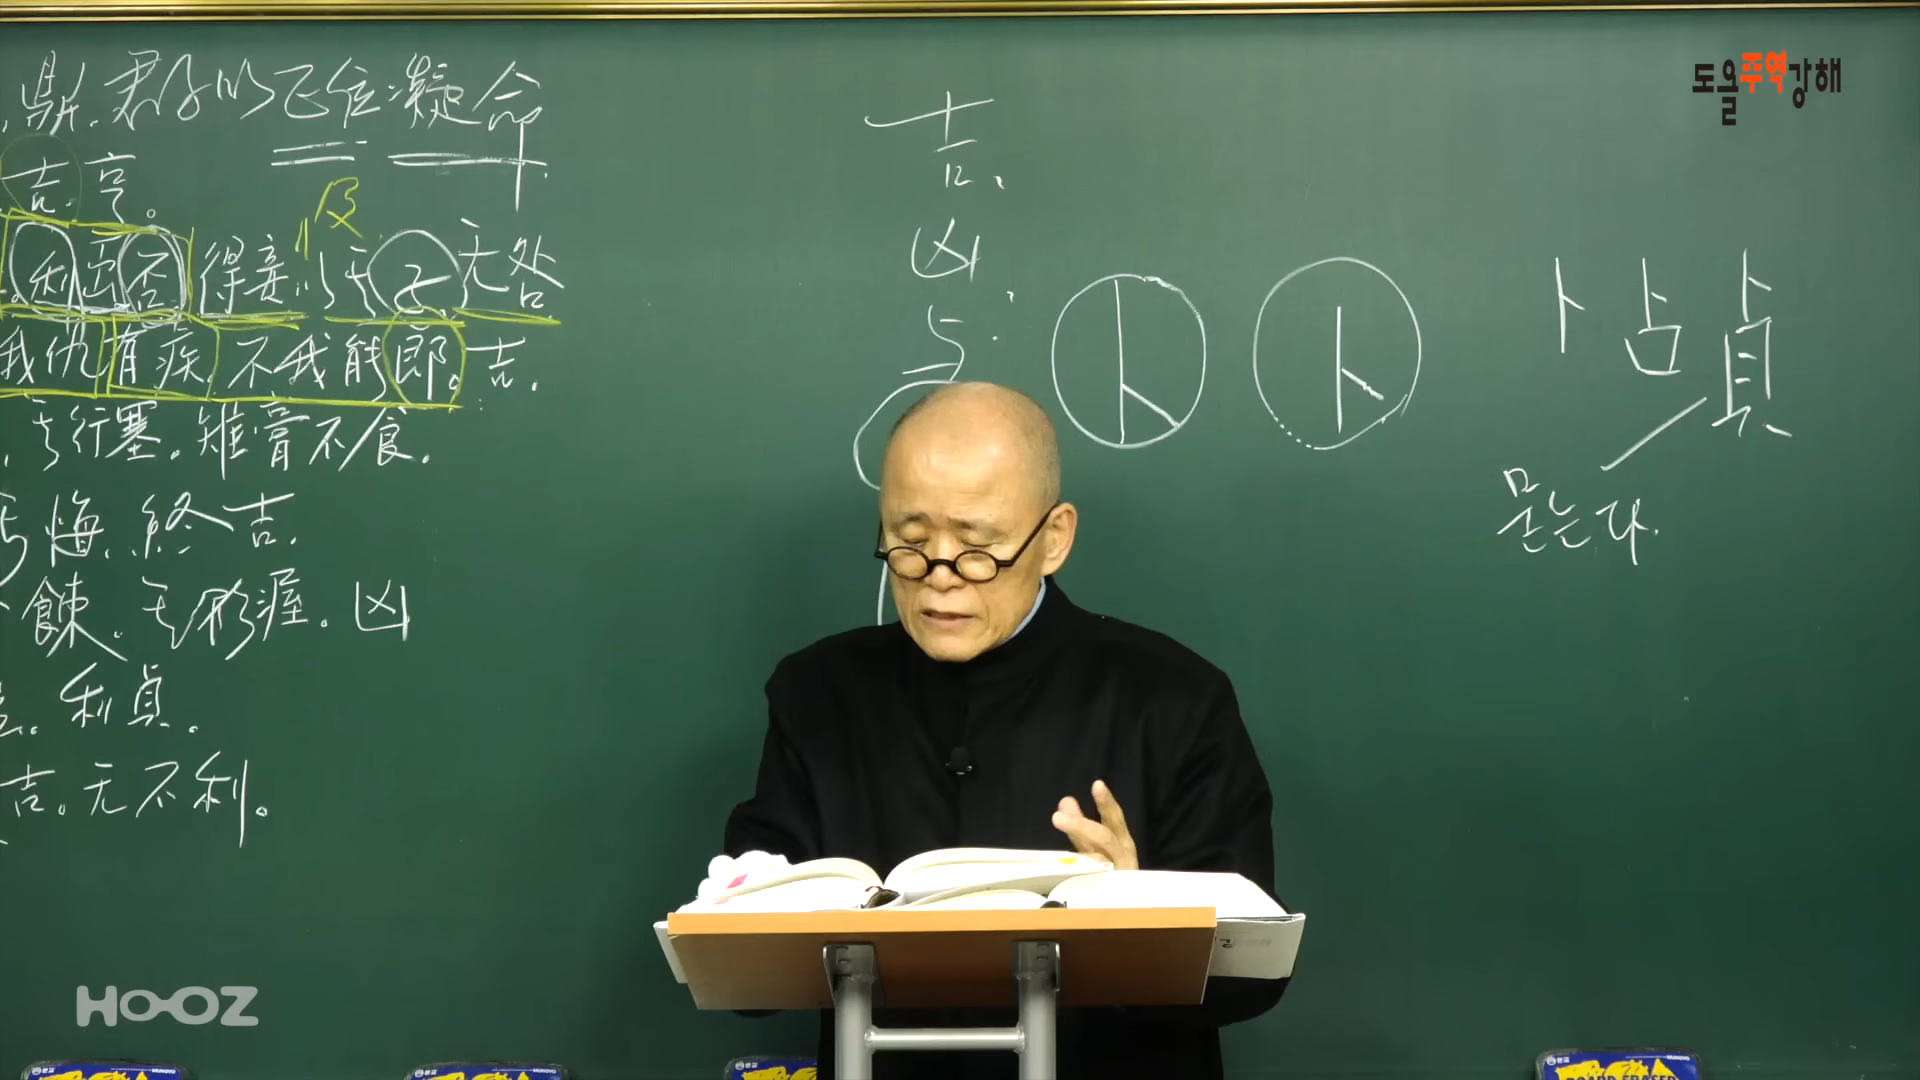 鼎. 君子以正位凝命
吉. 亨。
利出否 得妾以其子 无咎
及
我仇有疾. 不我能即。吉.
其行塞。雉膏不食.
悔. 終吉.
餗。其形渥. 凶
利貞.
吉。无不利。
吉.
凶
卜 占 貞
묻는다.
도올주역강해
HOOZ